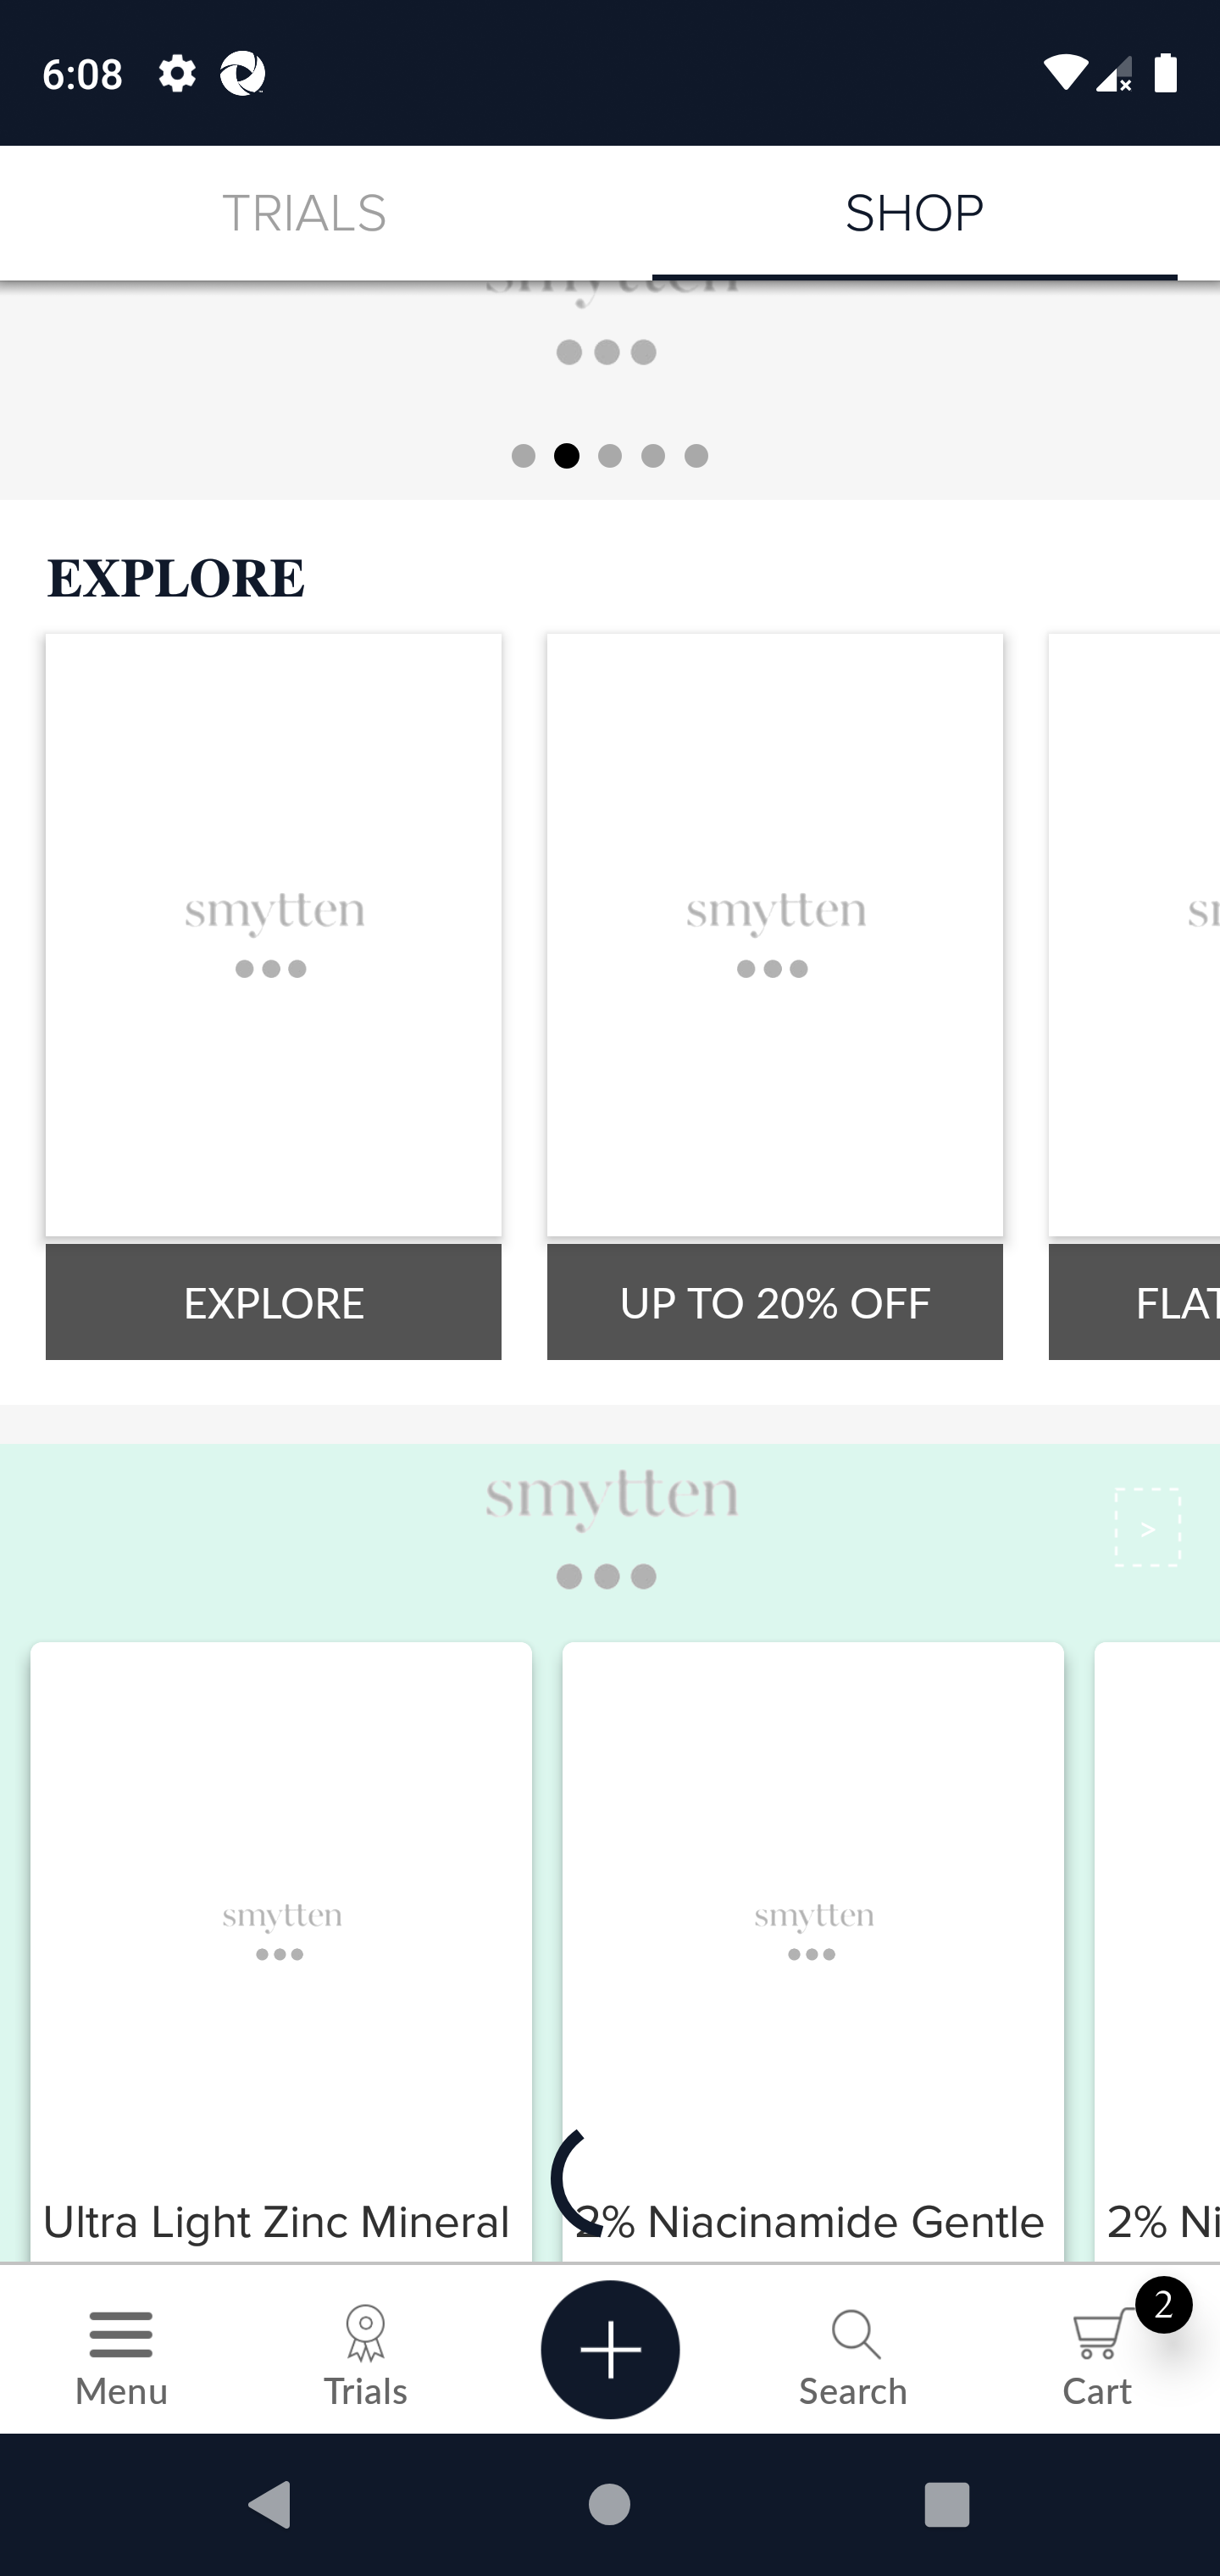 6:08
TRIALS SHOP
smytten
EXPLORE
smytten smytten
EXPLORE UP TO 20% OFF FLAT
smytten
>
smytten smytten
Ultra Light Zinc Mineral 2% Niacinamide Gentle 2% Ni
2
Menu Trials Search Cart